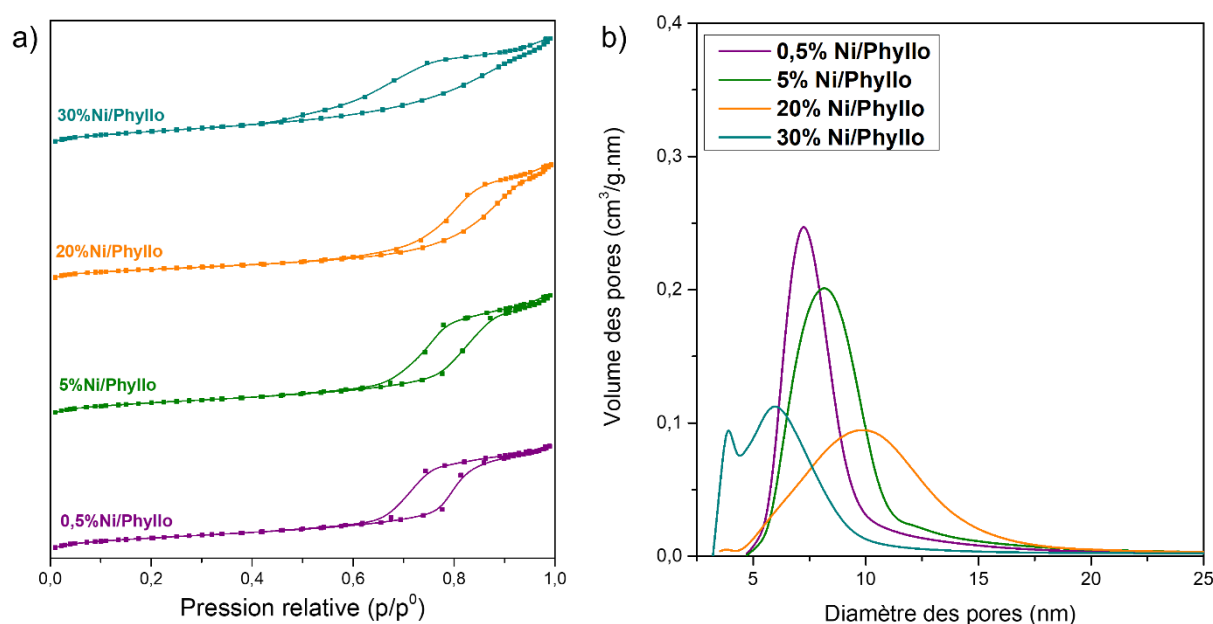 a)
30%Ni/Phyllo
20%Ni/Phyllo
5%Ni/Phyllo
0,5%Ni/Phyllo
0,0 0,2 0,4 0,6 0,8 1,0
Pression relative (p/p⁰)
b)
0,5% Ni/Phyllo
5% Ni/Phyllo
20% Ni/Phyllo
30% Ni/Phyllo
0,4
0,3
0,2
0,1
0,0
Volume des pores (cm³/g.nm)
5 10 15 20 25
Diamètre des pores (nm)